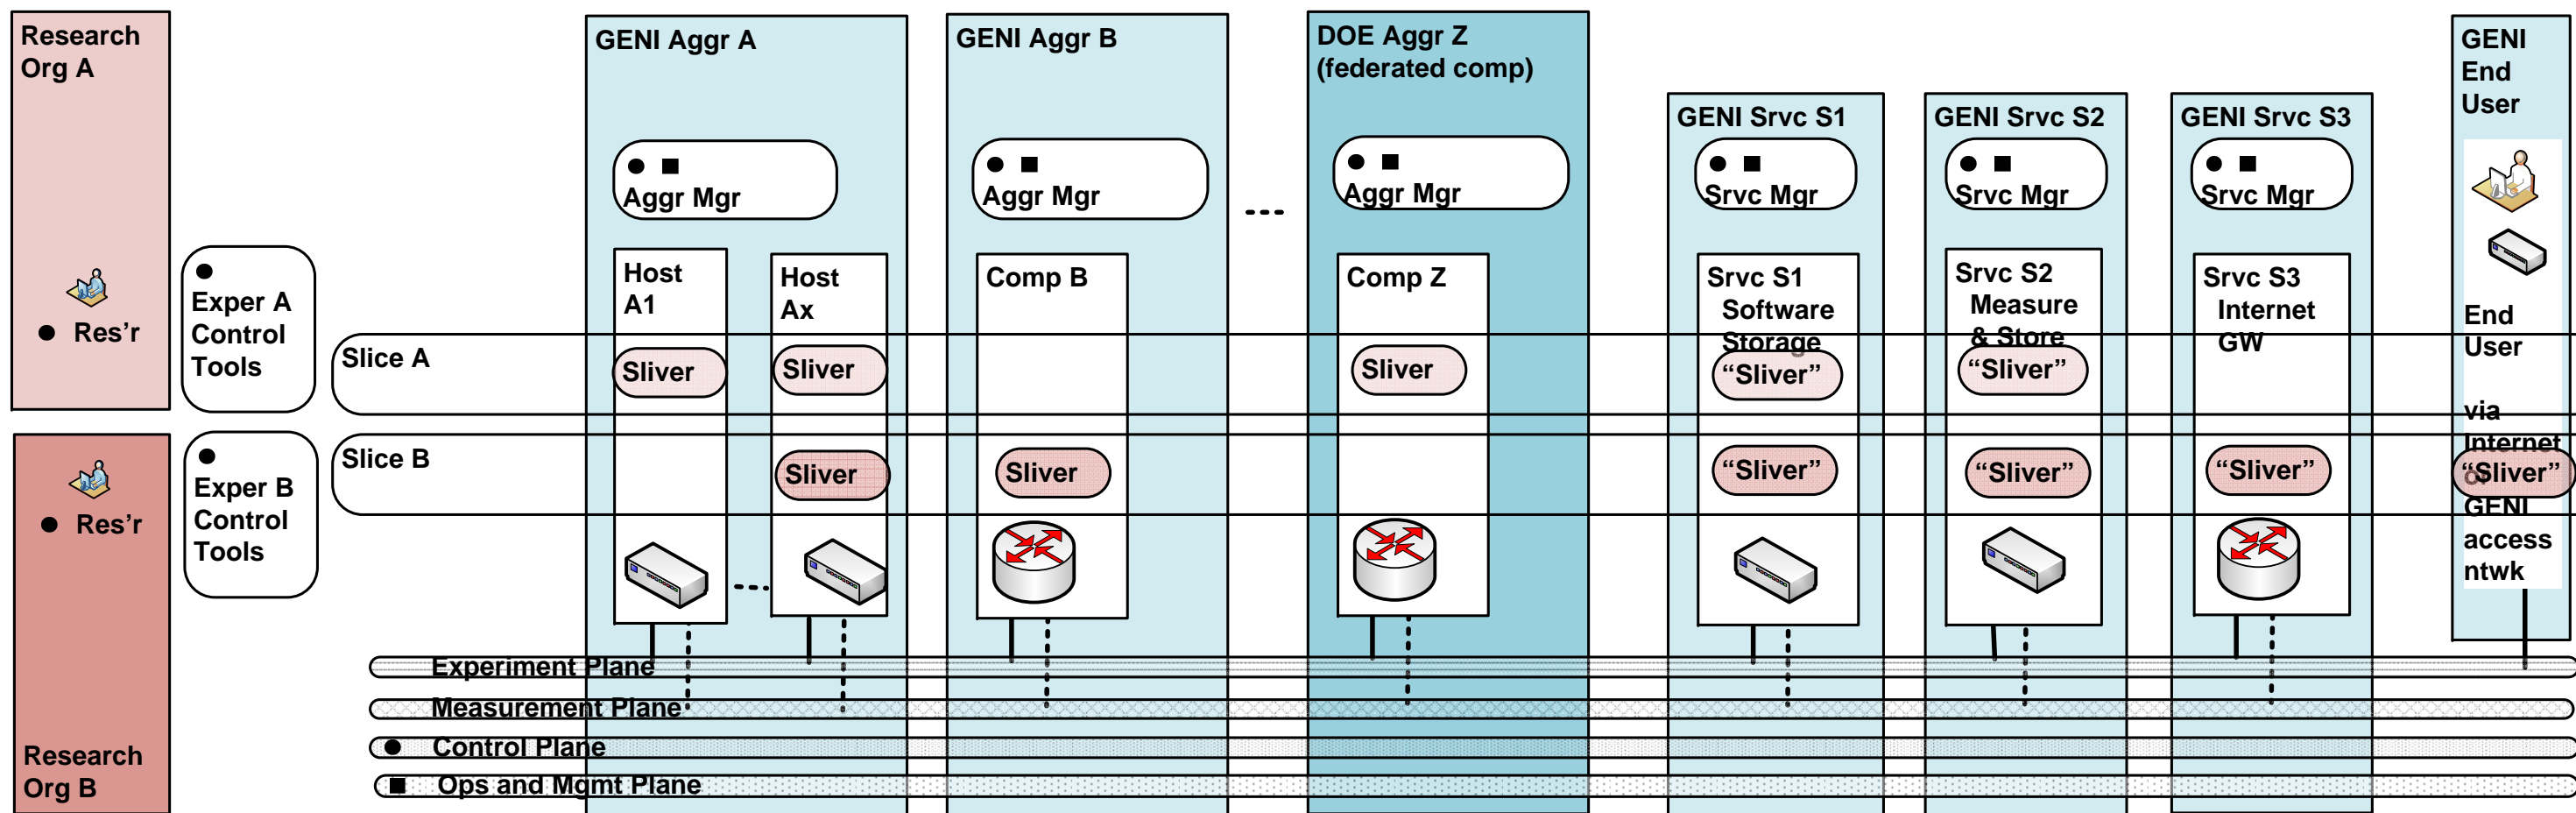 Research
Org A
Res'r
Exper A
Control
Tools
Research
Org B
Res'r
Exper B
Control
Tools
Slice A
Slice B
GENI Aggr A
Aggr Mgr
Host
A1
Host
Ax
Sliver
Sliver
Sliver
GENI Aggr B
Aggr Mgr
Comp B
Sliver
DOE Aggr Z
(federated comp)
Aggr Mgr
Comp Z
Sliver
GENI Srvc S1
Srvc Mgr
Srvc S1
Software
Storage
“Sliver”
“Sliver”
GENI Srvc S2
Srvc Mgr
Srvc S2
Measure
& Store
“Sliver”
“Sliver”
GENI Srvc S3
Srvc Mgr
Srvc S3
Internet
GW
“Sliver”
GENI
End
User
End
User
via
Internet
or
“Sliver”
GENI
access
ntwk
Experiment Plane
Measurement Plane
Control Plane
Ops and Mgmt Plane